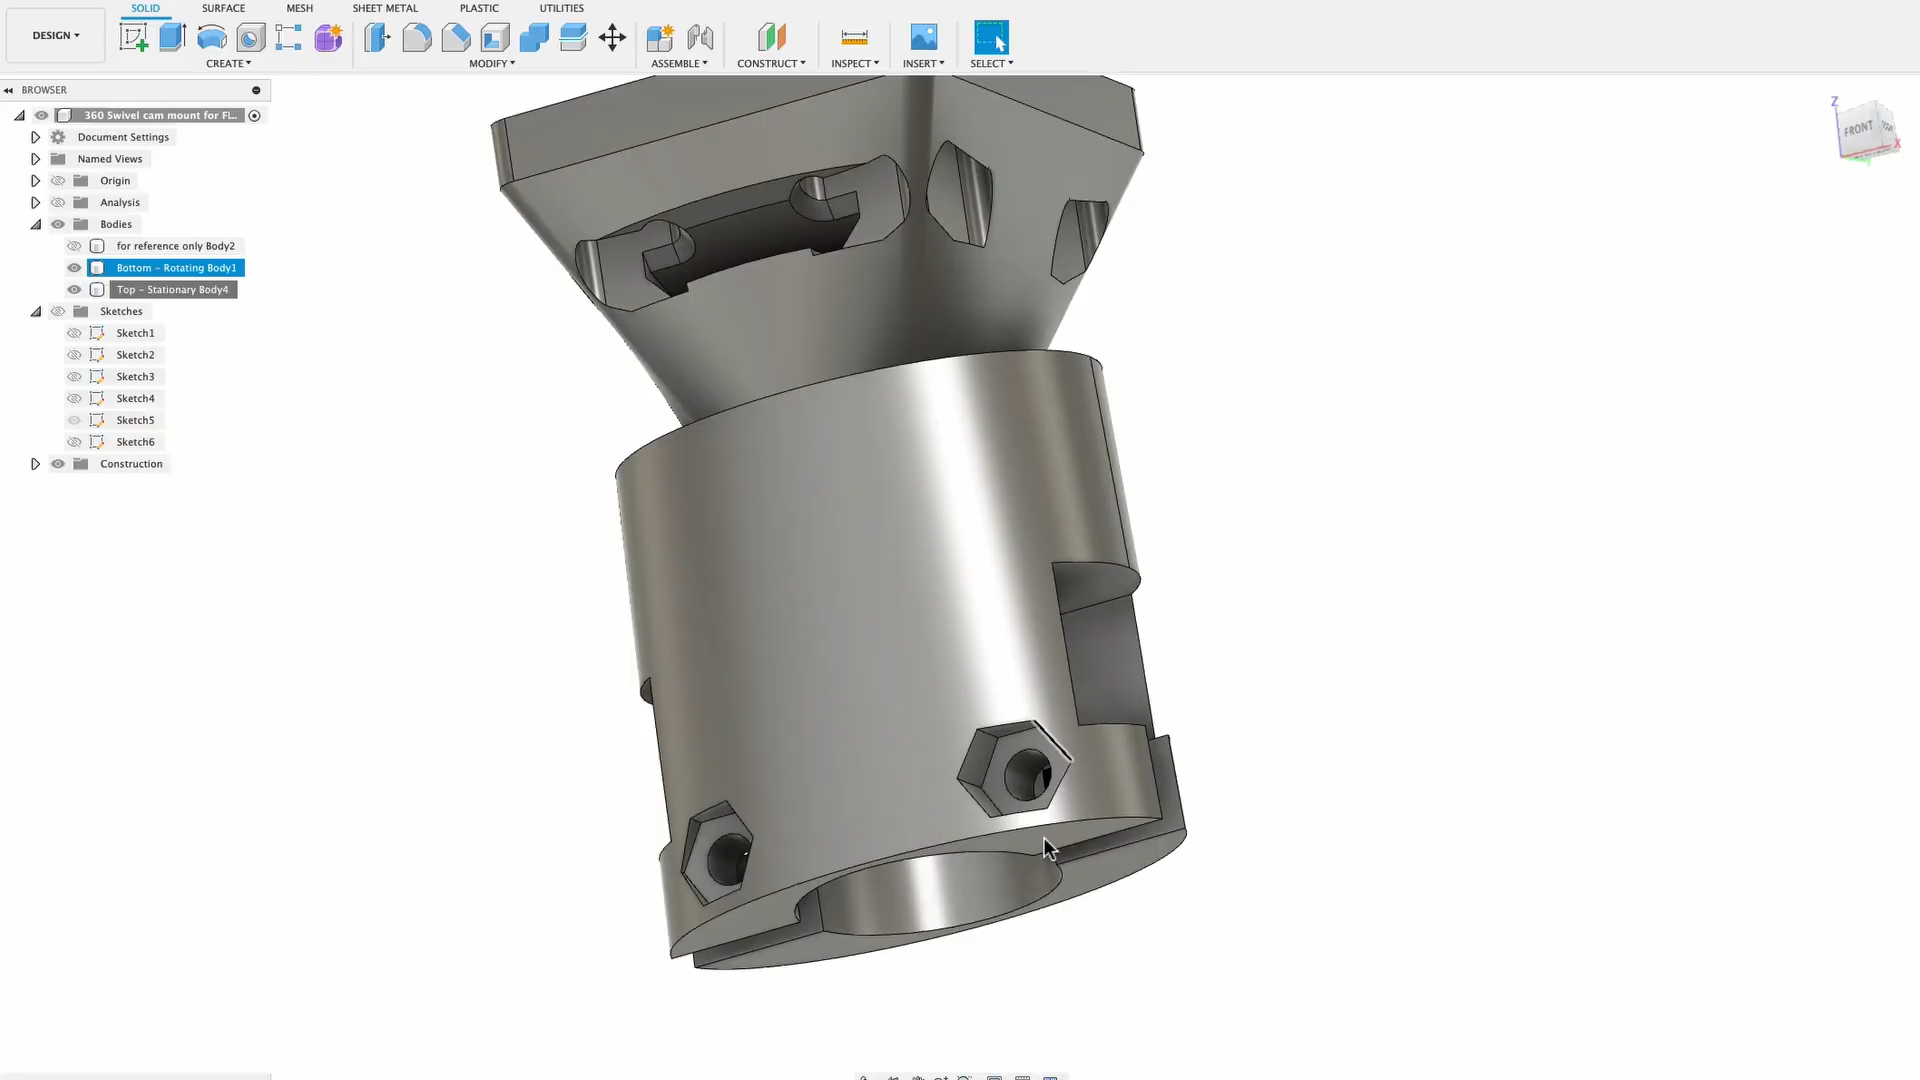 SOLID SURFACE MESH SHEET METAL PLASTIC UTILITIES
DESIGN
CREATE MODIFY ASSEMBLE CONSTRUCT INSPECT INSERT SELECT
BROWSER
360 Swivel cam mount for Fl...
Document Settings
Named Views
Origin
Analysis
Bodies
for reference only Body2
Bottom - Rotating Body1
Top - Stationary Body4
Sketches
Sketch1
Sketch2
Sketch3
Sketch4
Sketch5
Sketch6
Construction
Z
FRONT
X